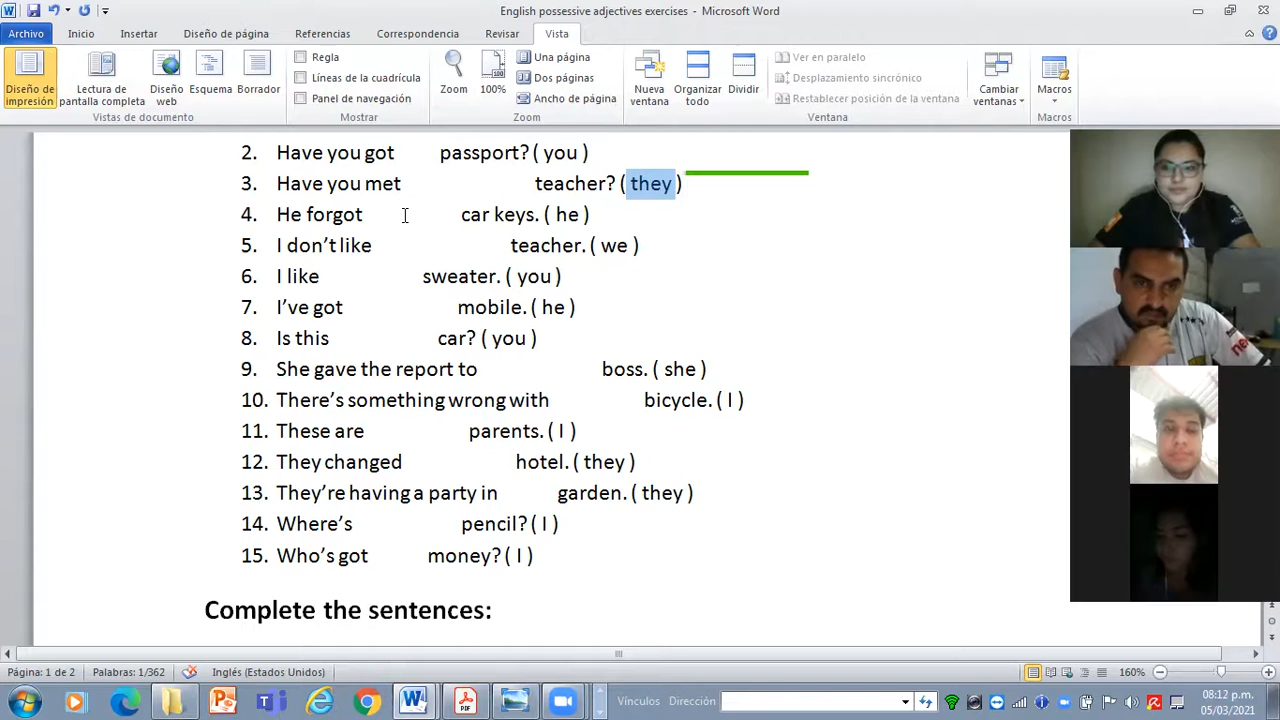 English possessive adjectives exercises - Microsoft Word
Archivo Inicio Insertar Diseño de página Referencias Correspondencia Revisar Vista
Diseño de impresión
Lectura de pantalla completa
Diseño web
Esquema
Borrador
Vistas de documento
Regla
Líneas de la cuadrícula
Panel de navegación
Mostrar
Zoom
100%
Una página
Dos páginas
Ancho de página
Zoom
Nueva ventana
Organizar todo
Dividir
Ver en paralelo
Desplazamiento sincrónico
Restablecer posición de la ventana
Ventana
Cambiar ventanas
Macros
Macros
2. Have you got passport? ( you )
3. Have you met teacher? ( they )
4. He forgot car keys. ( he )
5. I don't like teacher. ( we )
6. I like sweater. ( you )
7. I've got mobile. ( he )
8. Is this car? ( you )
9. She gave the report to boss. ( she )
10. There's something wrong with bicycle. ( I )
11. These are parents. ( I )
12. They changed hotel. ( they )
13. They're having a party in garden. ( they )
14. Where's pencil? ( I )
15. Who's got money? ( I )
Complete the sentences:
Página: 1 de 2 Palabras: 1/362 Inglés (Estados Unidos) 160%
Vínculos Dirección 08:12 p.m.
05/03/2021